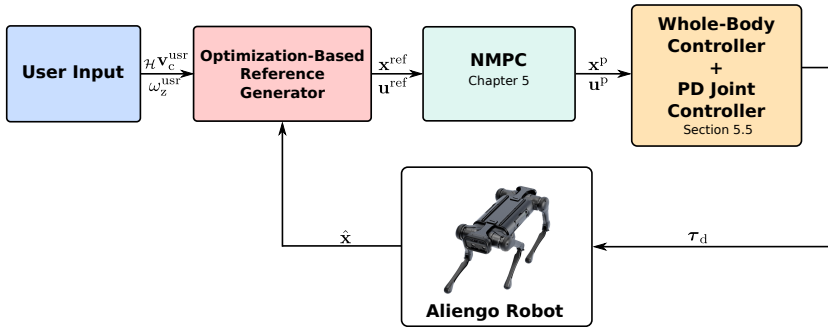 User Input
ℋv_c^usr
ω_z^usr
Optimization-Based
Reference
Generator
x^ref
u^ref
NMPC
Chapter 5
x^p
u^p
Whole-Body
Controller
+
PD Joint
Controller
Section 5.5
x̂
Aliengo Robot
τ_d